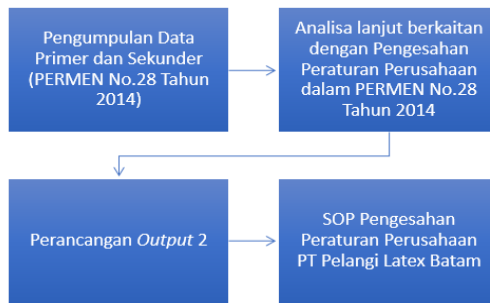 Pengumpulan Data
Primer dan Sekunder
(PERMEN No.28 Tahun
2014)
Analisa lanjut berkaitan
dengan Pengesahan
Peraturan Perusahaan
dalam PERMEN No.28
Tahun 2014
Perancangan Output 2
SOP Pengesahan
Peraturan Perusahaan
PT Pelangi Latex Batam